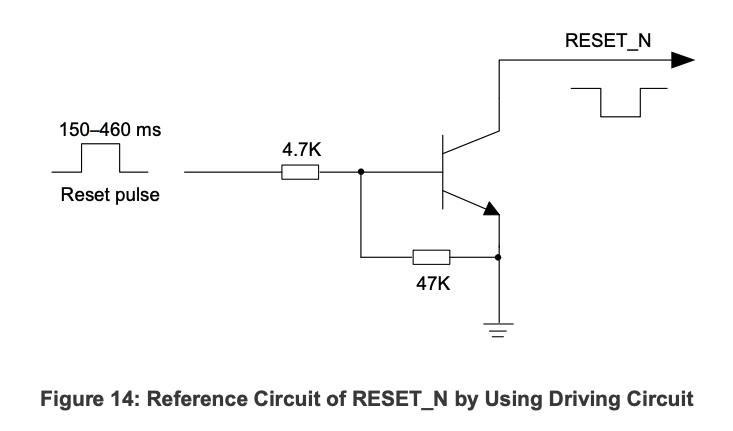 RESET_N
150–460 ms
4.7K
Reset pulse
47K
Figure 14: Reference Circuit of RESET_N by Using Driving Circuit